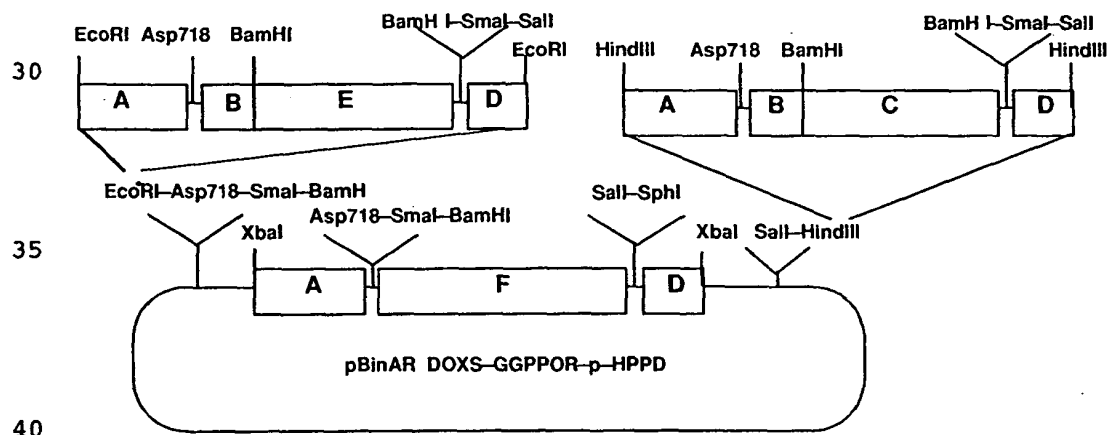 BamH I–SmaI–SalI
EcoRI Asp718 BamHI EcoRI
BamH I–SmaI–SalI
HindIII Asp718 BamHI HindIII
30
A B E D
A B C D
EcoRI–Asp718–SmaI–BamH
SalI–SphI
Asp718–SmaI–BamHI
35
XbaI
XbaI SalI–HindIII
A F D
pBinAR DOXS–GGPPOR–p–HPPD
40